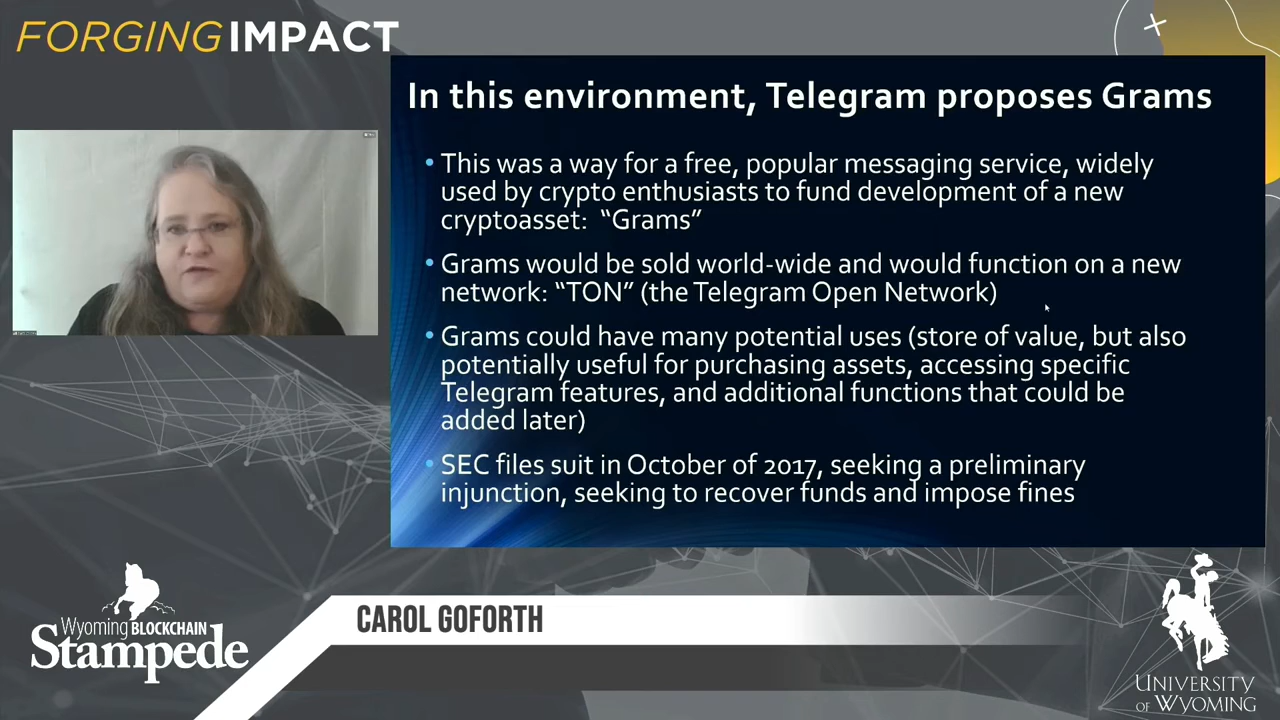 FORGING IMPACT
In this environment, Telegram proposes Grams
• This was a way for a free, popular messaging service, widely
used by crypto enthusiasts to fund development of a new
cryptoasset: “Grams”
• Grams would be sold world-wide and would function on a new
network: “TON” (the Telegram Open Network)
• Grams could have many potential uses (store of value, but also
potentially useful for purchasing assets, accessing specific
Telegram features, and additional functions that could be
added later)
• SEC files suit in October of 2017, seeking a preliminary
injunction, seeking to recover funds and impose fines
CAROL GOFORTH
Wyoming BLOCKCHAIN
Stampede
UNIVERSITY
OF WYOMING